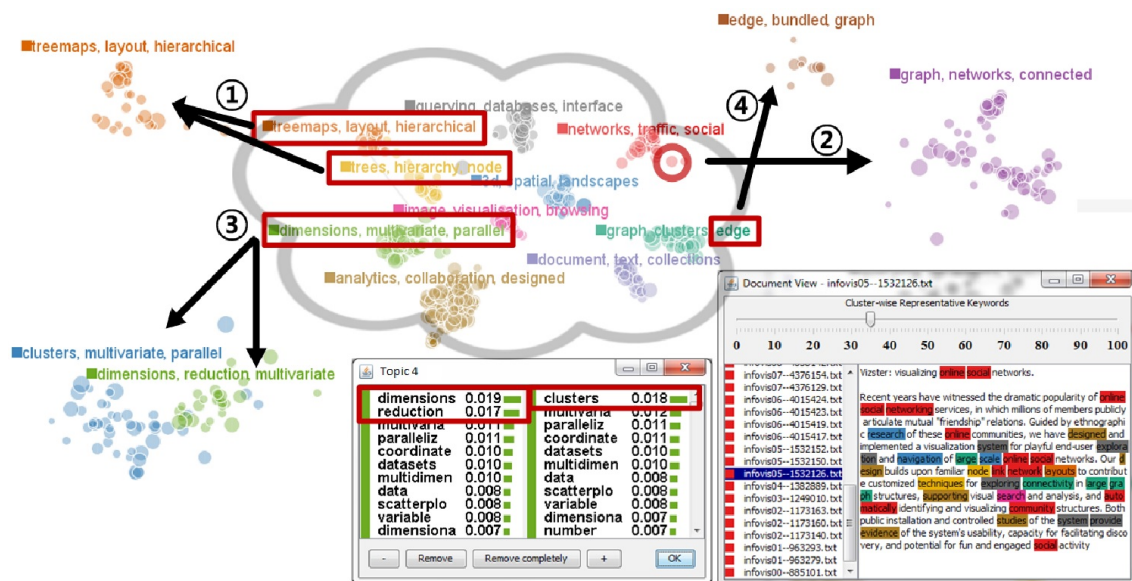 edge, bundled, graph
treemaps, layout, hierarchical
graph, networks, connected
①
④
querying, databases, interface
treemaps, layout, hierarchical
networks, traffic, social
②
trees, hierarchy, node
3d, spatial, landscapes
image, visualisation, browsing
③
dimensions, multivariate, parallel
graph, clusters, edge
document, text, collections
analytics, collaboration, designed
clusters, multivariate, parallel
dimensions, reduction, multivariate
Topic 4
dimensions 0.019 clusters 0.018
reduction 0.017 multivaria 0.012
multivaria 0.011 paralleliz 0.011
paralleliz 0.011 coordinate 0.011
coordinate 0.010 datasets 0.010
datasets 0.010 multidimen 0.010
multidimen 0.010 data 0.008
data 0.008 scatterplo 0.008
scatterplo 0.008 variable 0.008
variable 0.008 dimensiona 0.007
dimensiona 0.007 number 0.007
- Remove Remove completely + OK
Document View - infovis05--1532126.txt
Cluster-wise Representative Keywords
0 10 20 30 40 50 60 70 80 90 100
infovis07--4376154.txt
infovis07--4376129.txt
infovis06--4015424.txt
infovis06--4015423.txt
infovis06--4015419.txt
infovis06--4015417.txt
infovis05--1532152.txt
infovis05--1532150.txt
infovis05--1532126.txt
infovis04--1382889.txt
infovis03--1249010.txt
infovis02--1173163.txt
infovis02--1173160.txt
infovis02--1173140.txt
infovis01--963293.txt
infovis01--963279.txt
infovis00--885101.txt
Vizster: visualizing online social networks.
Recent years have witnessed the dramatic popularity of online
social networking services, in which millions of members publicly
articulate mutual "friendship" relations. Guided by ethnographi
c research of these online communities, we have designed and
implemented a visualization system for playful end-user explora
tion and navigation of large scale online social networks. Our d
esign builds upon familiar node link network layouts to contribut
e customized techniques for exploring connectivity in large gra
ph structures, supporting visual search and analysis, and auto
matically identifying and visualizing community structures. Both
public installation and controlled studies of the system provide
evidence of the system's usability, capacity for facilitating disco
very, and potential for fun and engaged social activity